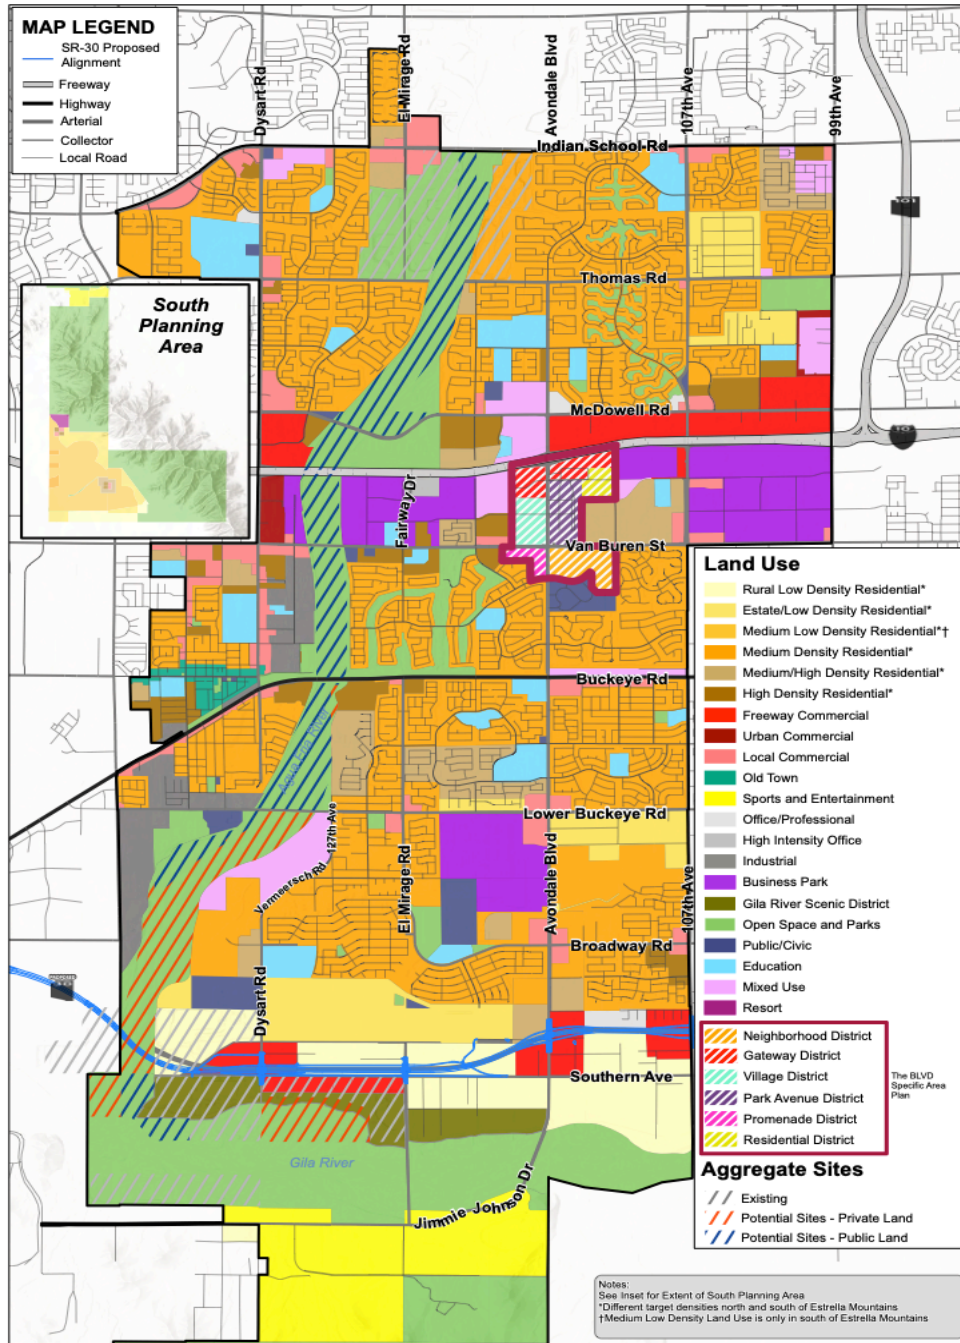 MAP LEGEND
SR-30 Proposed
Alignment
Freeway
Highway
Arterial
Collector
Local Road
Dysart Rd
El Mirage Rd
Avondale Blvd
107th Ave
99th Ave
Indian School Rd
101
Thomas Rd
South
Planning
Area
McDowell Rd
10
Fairway Dr
Van Buren St
Buckeye Rd
Agua Fria River
Lower Buckeye Rd
127th Ave
Vermeersch Rd
El Mirage Rd
Avondale Blvd
107th Ave
Broadway Rd
Dysart Rd
Southern Ave
Gila River
Jimmie Johnson Dr
Land Use
Rural Low Density Residential*
Estate/Low Density Residential*
Medium Low Density Residential*†
Medium Density Residential*
Medium/High Density Residential*
High Density Residential*
Freeway Commercial
Urban Commercial
Local Commercial
Old Town
Sports and Entertainment
Office/Professional
High Intensity Office
Industrial
Business Park
Gila River Scenic District
Open Space and Parks
Public/Civic
Education
Mixed Use
Resort
Neighborhood District
Gateway District
Village District
Park Avenue District
Promenade District
Residential District
The BLVD
Specific Area
Plan
Aggregate Sites
Existing
Potential Sites - Private Land
Potential Sites - Public Land
Notes:
See Inset for Extent of South Planning Area
*Different target densities north and south of Estrella Mountains
†Medium Low Density Land Use is only in south of Estrella Mountains